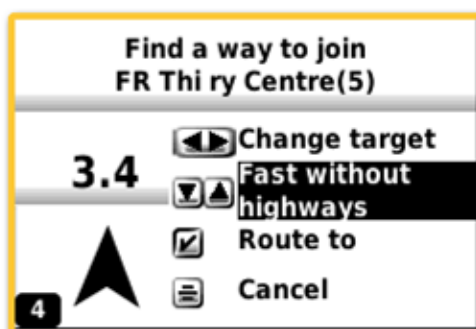 Find a way to join
FR Thi ry Centre(5)
3.4
Change target
Fast without
highways
Route to
Cancel
4